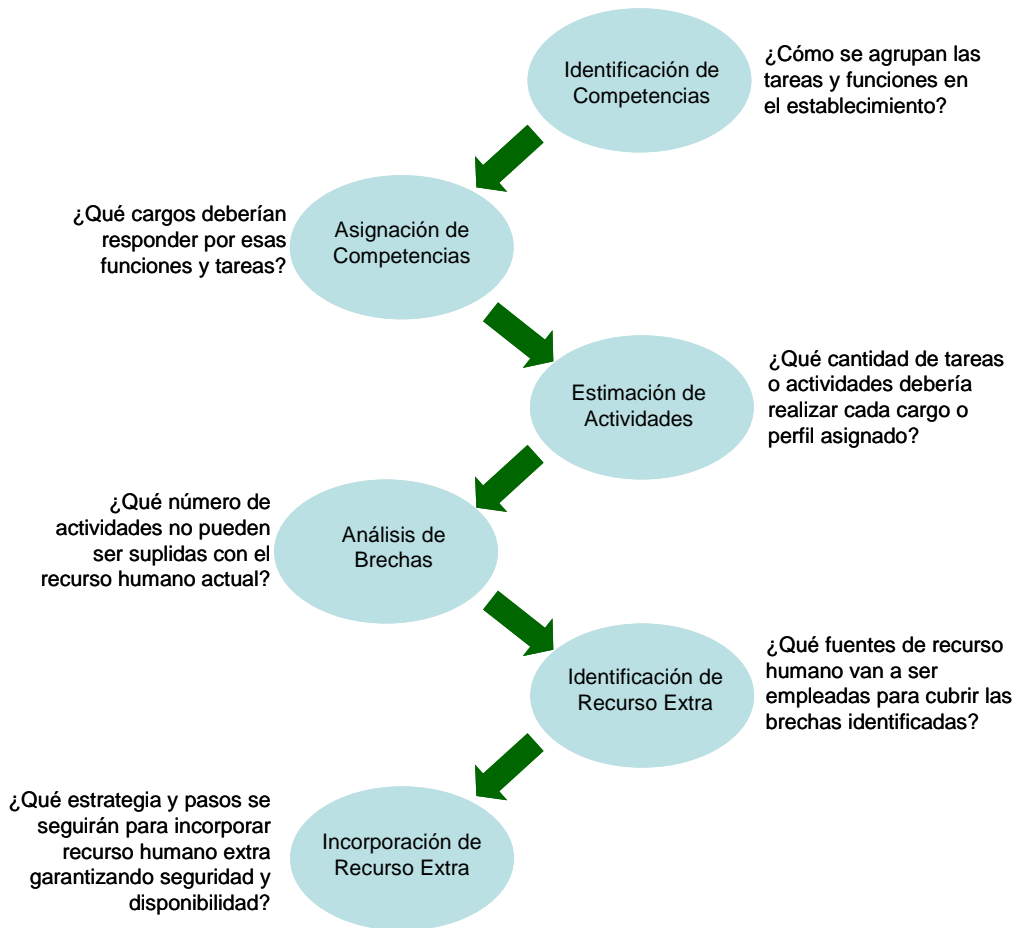 Identificación de
Competencias
¿Cómo se agrupan las
tareas y funciones en
el establecimiento?
¿Qué cargos deberían
responder por esas
funciones y tareas?
Asignación de
Competencias
Estimación de
Actividades
¿Qué cantidad de tareas
o actividades debería
realizar cada cargo o
perfil asignado?
¿Qué número de
actividades no pueden
ser suplidas con el
recurso humano actual?
Análisis de
Brechas
Identificación de
Recurso Extra
¿Qué fuentes de recurso
humano van a ser
empleadas para cubrir las
brechas identificadas?
¿Qué estrategia y pasos se
seguirán para incorporar
recurso humano extra
garantizando seguridad y
disponibilidad?
Incorporación de
Recurso Extra